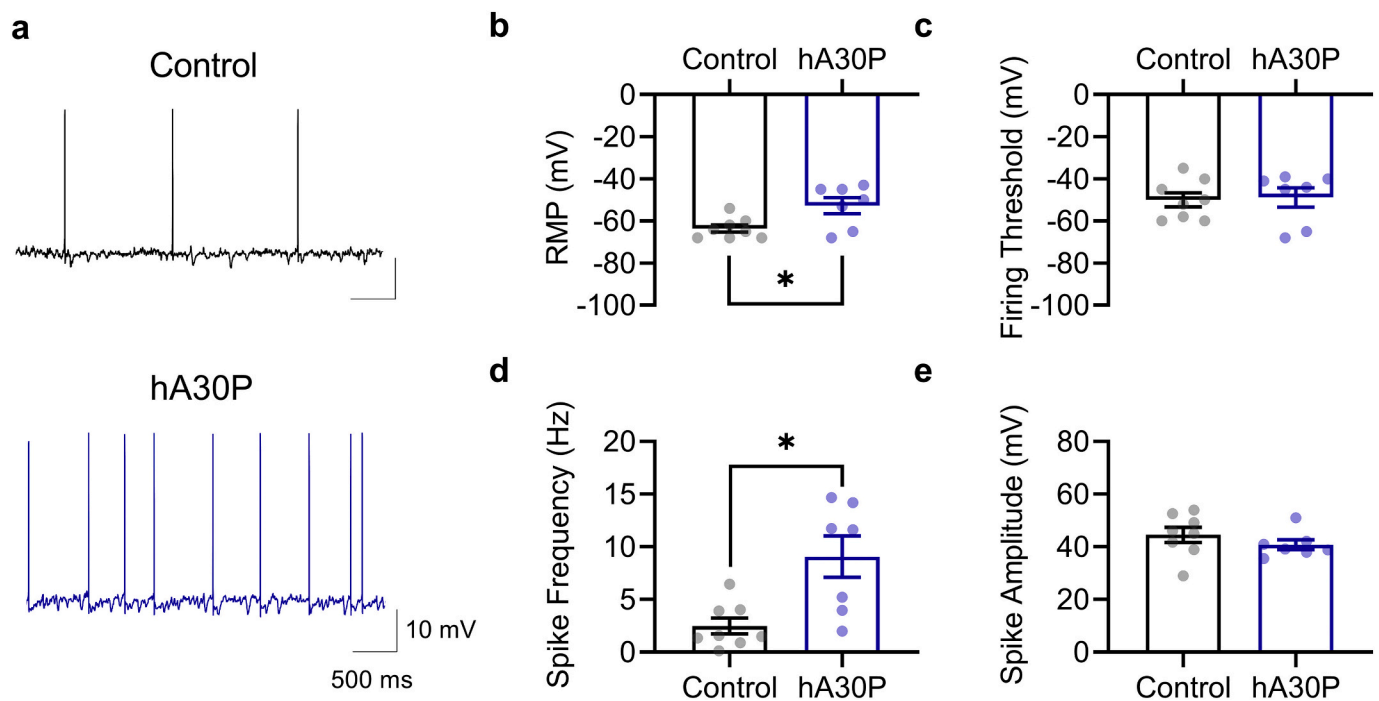 a
Control
hA30P
10 mV
500 ms
b
Control hA30P
RMP (mV)
0
-20
-40
-60
-80
-100
*
c
Control hA30P
Firing Threshold (mV)
0
-20
-40
-60
-80
-100
d
Spike Frequency (Hz)
20
15
10
5
0
*
Control hA30P
e
Spike Amplitude (mV)
80
60
40
20
0
Control hA30P